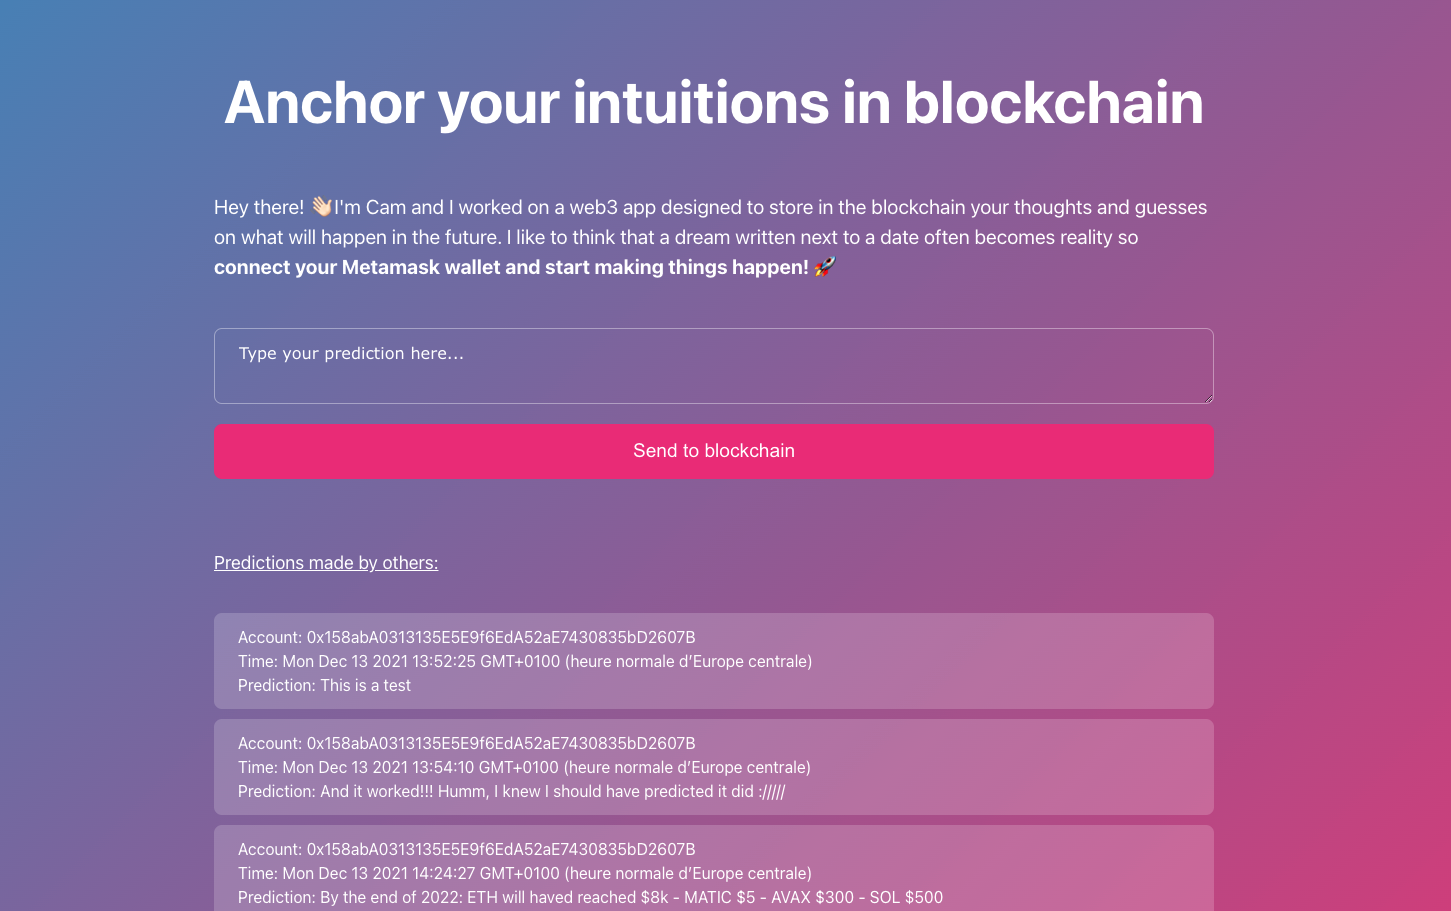 Anchor your intuitions in blockchain
Hey there! 👋🏻I'm Cam and I worked on a web3 app designed to store in the blockchain your thoughts and guesses
on what will happen in the future. I like to think that a dream written next to a date often becomes reality so
connect your Metamask wallet and start making things happen! 🚀
Type your prediction here...
Send to blockchain
Predictions made by others:
Account: 0x158abA0313135E5E9f6EdA52aE7430835bD2607B
Time: Mon Dec 13 2021 13:52:25 GMT+0100 (heure normale d’Europe centrale)
Prediction: This is a test
Account: 0x158abA0313135E5E9f6EdA52aE7430835bD2607B
Time: Mon Dec 13 2021 13:54:10 GMT+0100 (heure normale d’Europe centrale)
Prediction: And it worked!!! Humm, I knew I should have predicted it did ://///
Account: 0x158abA0313135E5E9f6EdA52aE7430835bD2607B
Time: Mon Dec 13 2021 14:24:27 GMT+0100 (heure normale d’Europe centrale)
Prediction: By the end of 2022: ETH will haved reached $8k - MATIC $5 - AVAX $300 - SOL $500